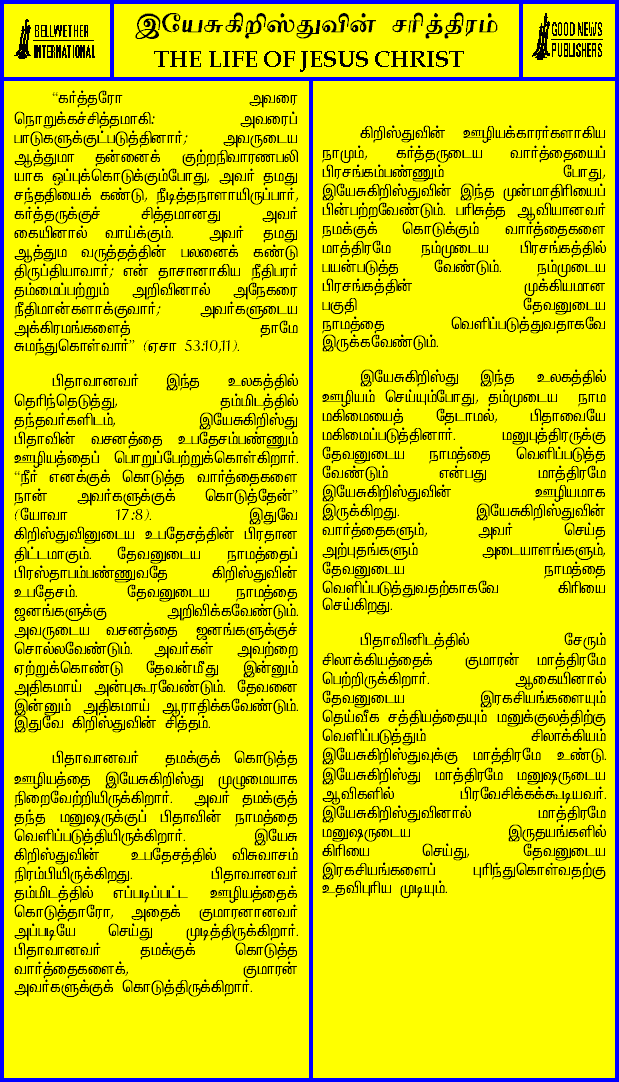 BELLWETHER
INTERNATIONAL
இயேசுகிறிஸ்துவின் சரித்திரம்
THE LIFE OF JESUS CHRIST
GOOD NEWS
PUBLISHERS
“கர்த்தரோ அவரை
நொறுக்கச்சித்தமாகி: அவரைப்
பாடுகளுக்குட்படுத்தினார்; அவருடைய
ஆத்துமா தன்னைக் குற்றநிவாரணபலி
யாக ஒப்புக்கொடுக்கும்போது, அவர் தமது
சந்ததியைக் கண்டு, நீடித்தநாளாயிருப்பார்,
கர்த்தருக்குச் சித்தமானது அவர்
கையினால் வாய்க்கும். அவர் தமது
ஆத்தும வருத்தத்தின் பலனைக் கண்டு
திருப்தியாவார்; என் தாசனாகிய நீதிபரர்
தம்மைப்பற்றும் அறிவினால் அநேகரை
நீதிமான்களாக்குவார்; அவர்களுடைய
அக்கிரமங்களைத் தாமே
சுமந்துகொள்வார்” (ஏசா 53:10,11).
பிதாவானவர் இந்த உலகத்தில்
தெரிந்தெடுத்து, தம்மிடத்தில்
தந்தவர்களிடம், இயேசுகிறிஸ்து
பிதாவின் வசனத்தை உபதேசம்பண்ணும்
ஊழியத்தைப் பொறுப்பேற்றுக்கொள்கிறார்.
“நீர் எனக்குக் கொடுத்த வார்த்தைகளை
நான் அவர்களுக்குக் கொடுத்தேன்”
(யோவா 17:8). இதுவே
கிறிஸ்துவினுடைய உபதேசத்தின் பிரதான
திட்டமாகும். தேவனுடைய நாமத்தைப்
பிரஸ்தாபம்பண்ணுவதே கிறிஸ்துவின்
உபதேசம். தேவனுடைய நாமத்தை
ஜனங்களுக்கு அறிவிக்கவேண்டும்.
அவருடைய வசனத்தை ஜனங்களுக்குச்
சொல்லவேண்டும். அவர்கள் அவற்றை
ஏற்றுக்கொண்டு தேவன்மீது இன்னும்
அதிகமாய் அன்புகூரவேண்டும். தேவனை
இன்னும் அதிகமாய் ஆராதிக்கவேண்டும்.
இதுவே கிறிஸ்துவின் சித்தம்.
பிதாவானவர் தமக்குக் கொடுத்த
ஊழியத்தை இயேசுகிறிஸ்து முழுமையாக
நிறைவேற்றியிருக்கிறார். அவர் தமக்குத்
தந்த மனுஷருக்குப் பிதாவின் நாமத்தை
வெளிப்படுத்தியிருக்கிறார். இயேசு
கிறிஸ்துவின் உபதேசத்தில் விசுவாசம்
நிரம்பியிருக்கிறது. பிதாவானவர்
தம்மிடத்தில் எப்படிப்பட்ட ஊழியத்தைக்
கொடுத்தாரோ, அதைக் குமாரனானவர்
அப்படியே செய்து முடித்திருக்கிறார்.
பிதாவானவர் தமக்குக் கொடுத்த
வார்த்தைகளைக், குமாரன்
அவர்களுக்குக் கொடுத்திருக்கிறார்.
கிறிஸ்துவின் ஊழியக்காரர்களாகிய
நாமும், கர்த்தருடைய வார்த்தையைப்
பிரசங்கம்பண்ணும் போது,
இயேசுகிறிஸ்துவின் இந்த முன்மாதிரியைப்
பின்பற்றவேண்டும். பரிசுத்த ஆவியானவர்
நமக்குக் கொடுக்கும் வார்த்தைகளை
மாத்திரமே நம்முடைய பிரசங்கத்தில்
பயன்படுத்த வேண்டும். நம்முடைய
பிரசங்கத்தின் முக்கியமான
பகுதி தேவனுடைய
நாமத்தை வெளிப்படுத்துவதாகவே
இருக்கவேண்டும்.
இயேசுகிறிஸ்து இந்த உலகத்தில்
ஊழியம் செய்யும்போது, தம்முடைய நாம
மகிமையைத் தேடாமல், பிதாவையே
மகிமைப்படுத்தினார். மனுபுத்திரருக்கு
தேவனுடைய நாமத்தை வெளிப்படுத்த
வேண்டும் என்பது மாத்திரமே
இயேசுகிறிஸ்துவின் ஊழியமாக
இருக்கிறது. இயேசுகிறிஸ்துவின்
வார்த்தைகளும், அவர் செய்த
அற்புதங்களும் அடையாளங்களும்,
தேவனுடைய நாமத்தை
வெளிப்படுத்துவதற்காகவே கிரியை
செய்கிறது.
பிதாவினிடத்தில் சேரும்
சிலாக்கியத்தைக் குமாரன் மாத்திரமே
பெற்றிருக்கிறார். ஆகையினால்
தேவனுடைய இரகசியங்களையும்
தெய்வீக சத்தியத்தையும் மனுக்குலத்திற்கு
வெளிப்படுத்தும் சிலாக்கியம்
இயேசுகிறிஸ்துவுக்கு மாத்திரமே உண்டு.
இயேசுகிறிஸ்து மாத்திரமே மனுஷருடைய
ஆவிகளில் பிரவேசிக்கக்கூடியவர்.
இயேசுகிறிஸ்துவினால் மாத்திரமே
மனுஷருடைய இருதயங்களில்
கிரியை செய்து, தேவனுடைய
இரகசியங்களைப் புரிந்துகொள்வதற்கு
உதவிபுரிய முடியும்.